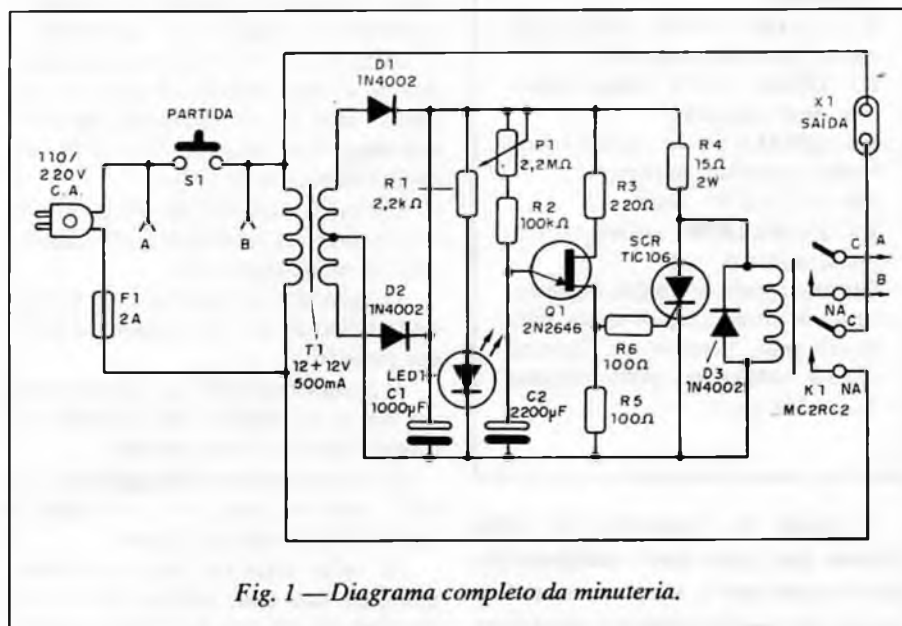 D1
1N4002
PARTIDA
110/
220V
C.A.
S1
A
B
F1
2A
T1
12+12V
500mA
D2
1N4002
R1
2,2kΩ
LED1
C1
1000µF
P1
2,2MΩ
R2
100kΩ
C2
2200µF
R3
220Ω
Q1
2N2646
R4
15Ω
2W
SCR
TIC106
R6
100Ω
R5
100Ω
D3
1N4002
X1
SAÍDA
C
A
B
NA
C
K1
NA
MC2RC2
Fig. 1 — Diagrama completo da minuteria.